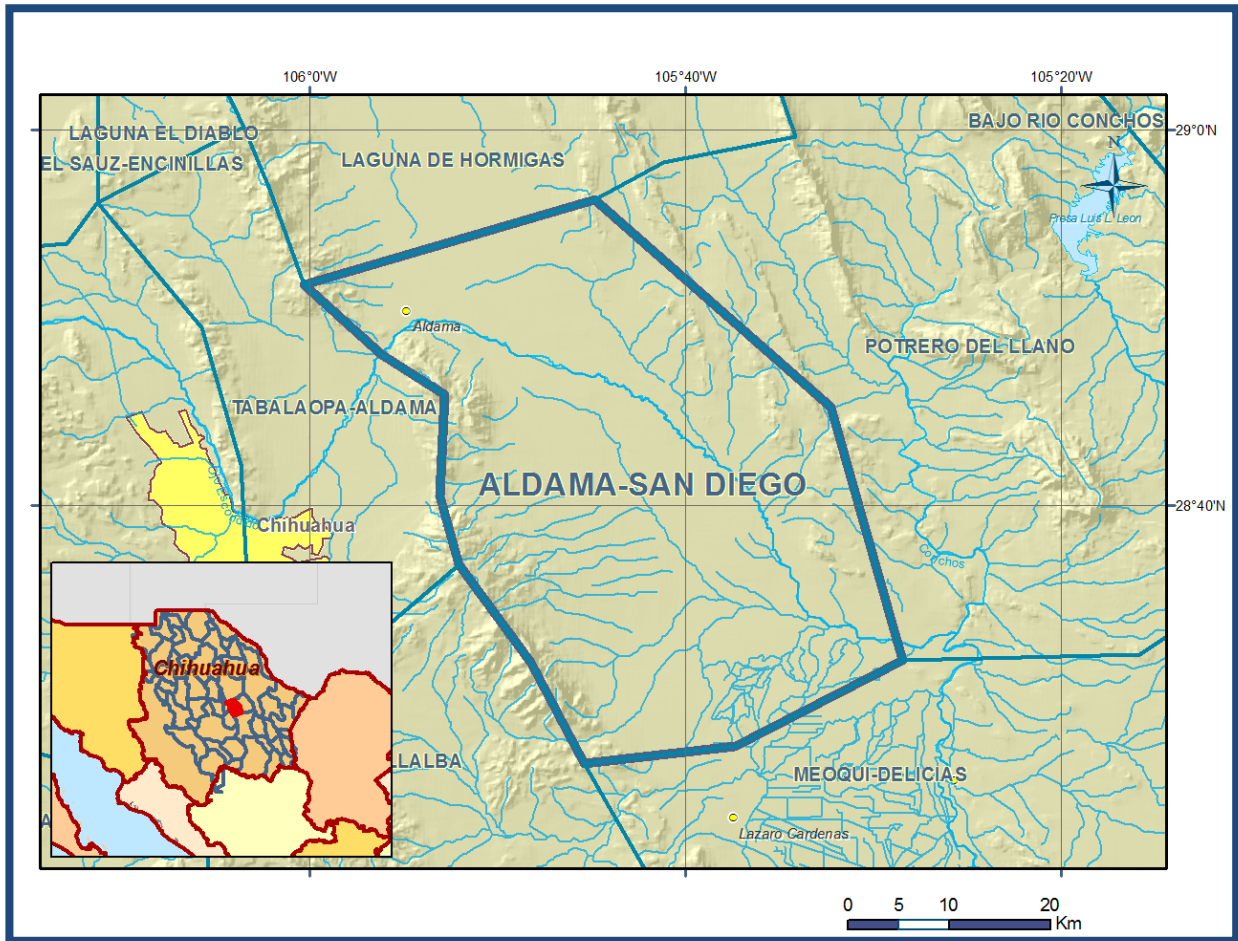 106°0'W
105°40'W
105°20'W
BAJO RIO CONCHOS
LAGUNA EL DIABLO
29°0'N
N
LAGUNA DE HORMIGAS
EL SAUZ-ENCINILLAS
Presa Luis L. Leon
Aldama
POTRERO DEL LLANO
TABALAOPA-ALDAMA
ALDAMA-SAN DIEGO
Ojo Escondido
28°40'N
Chihuahua
Conchos
Chihuahua
LLALBA
MEOQUI-DELICIAS
A
Lazaro Cardenas
0 5 10 20
Km